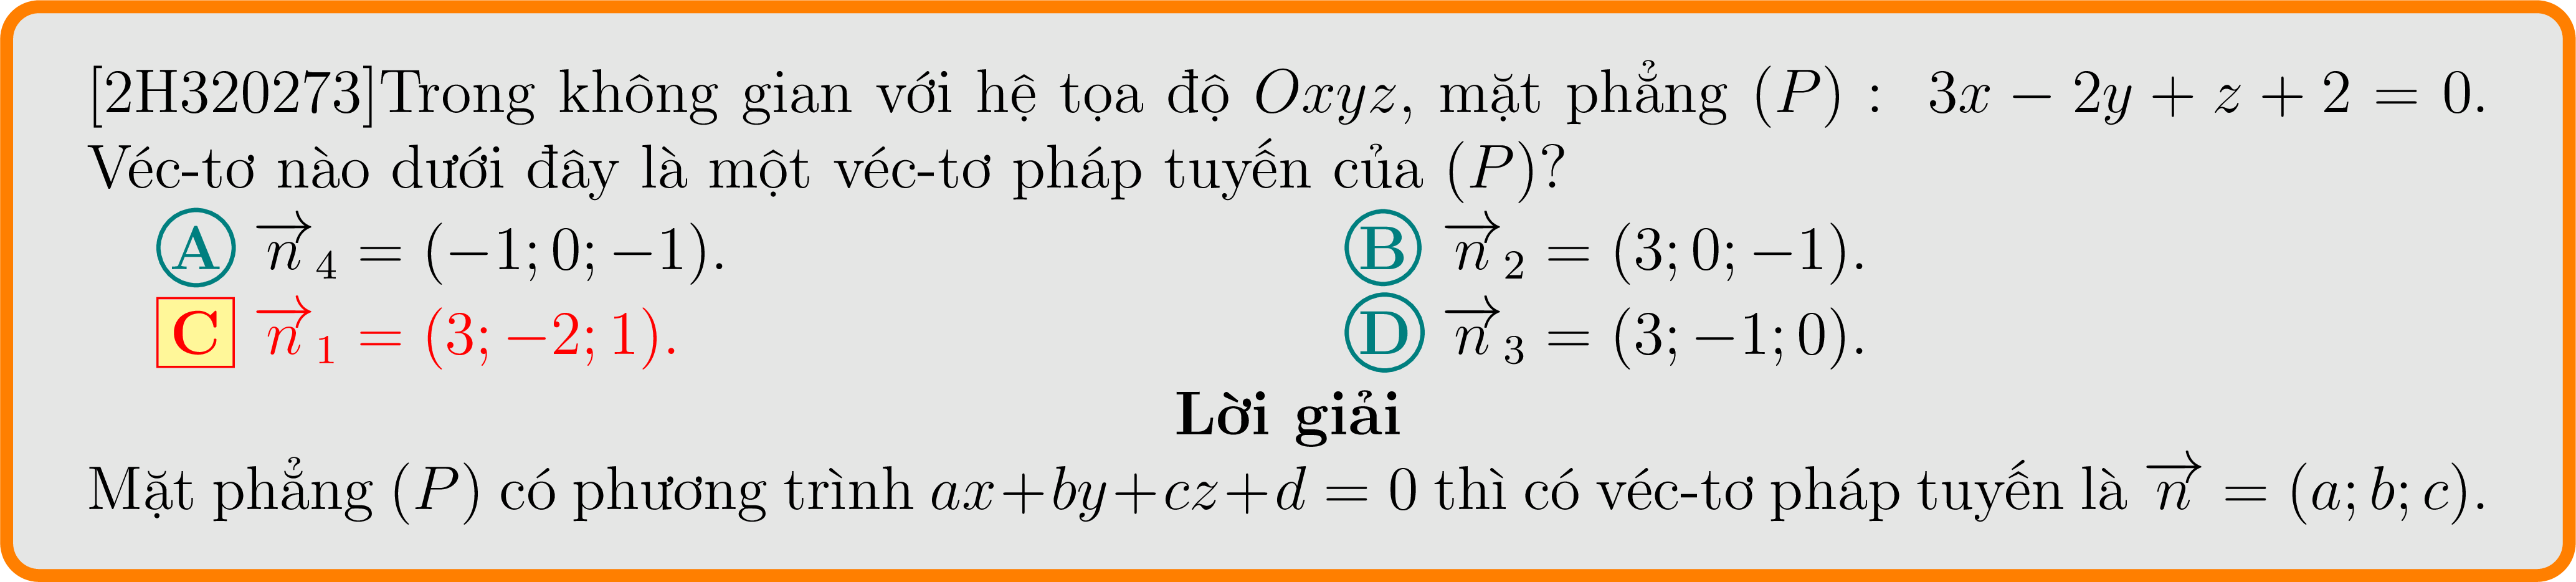 [2H320273]Trong không gian với hệ tọa độ Oxyz, mặt phẳng (P) : 3x − 2y + z + 2 = 0.
Véc-tơ nào dưới đây là một véc-tơ pháp tuyến của (P)?
A $\overrightarrow{n}_4$ = (−1; 0; −1). B $\overrightarrow{n}_2$ = (3; 0; −1).
C $\overrightarrow{n}_1$ = (3; −2; 1). D $\overrightarrow{n}_3$ = (3; −1; 0).
Lời giải
Mặt phẳng (P) có phương trình ax+by+cz+d = 0 thì có véc-tơ pháp tuyến là $\overrightarrow{n}$ = (a; b; c).